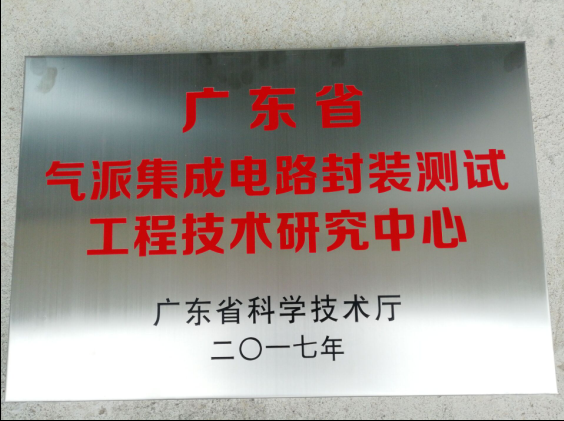 广东省
气派集成电路封装测试
工程技术研究中心
广东省科学技术厅
二〇一七年